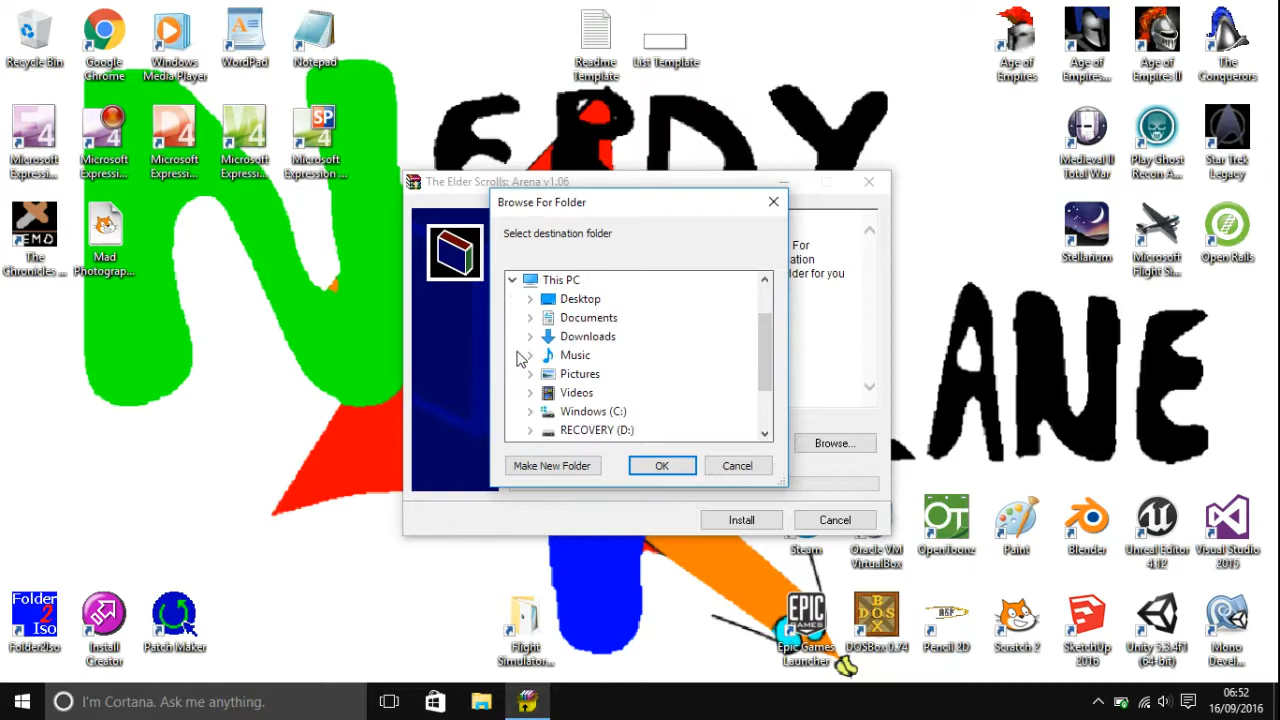 Recycle Bin
Google Chrome
Windows Media Player
WordPad
Notepad
Readme Template
List Template
Age of Empires
Age of Empires...
Age of Empires II
The Conquerors
Microsoft Expressi...
Microsoft Expressi...
Microsoft Expressi...
Microsoft Expressi...
Microsoft Expression ...
Medieval II Total War
Play Ghost Recon A...
Star Trek Legacy
The Chronicles ...
Mad Photograp...
Stellarium
Microsoft Flight Si...
Open Rails
The Elder Scrolls: Arena v1.06
Browse For Folder
Select destination folder
For
ation
lder for you
This PC
Desktop
Documents
Downloads
Music
Pictures
Videos
Windows (C:)
RECOVERY (D:)
Browse...
Make New Folder
OK
Cancel
Install
Cancel
Steam
Oracle VM VirtualBox
OpenToonz
Paint
Blender
Unreal Editor 4.12
Visual Studio 2015
Folder 2 Iso
Folder2Iso
Install Creator
Patch Maker
Flight Simulator...
EPIC GAMES
Epic Games Launcher
DOSBox 0.74
Pencil 2D
Scratch 2
SketchUp 2016
Unity 5.3.4f1 (64-bit)
Mono Devel...
I'm Cortana. Ask me anything.
06:52
16/09/2016